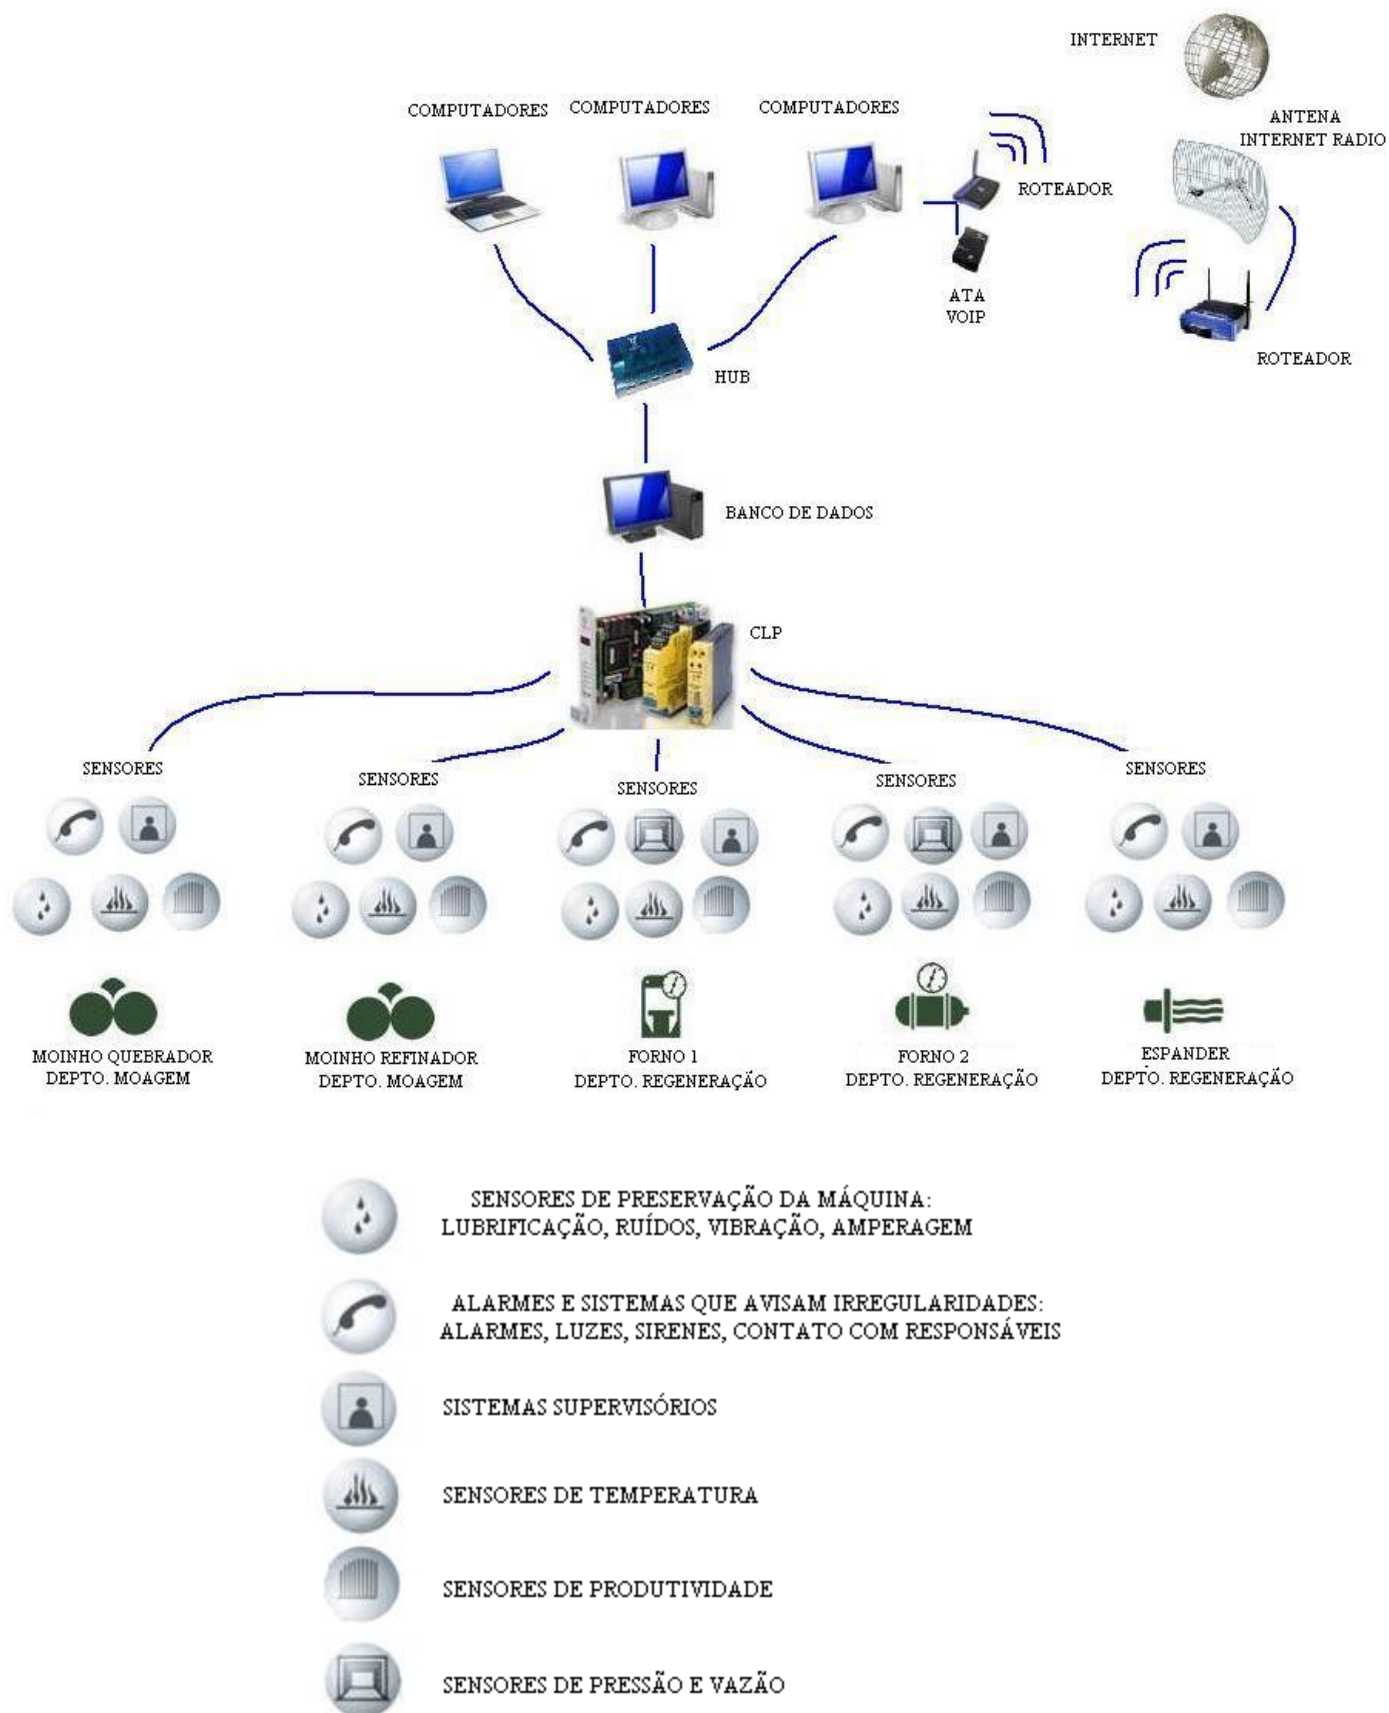 INTERNET
COMPUTADORES
COMPUTADORES
COMPUTADORES
ANTENA
INTERNET RADIO
ROTEADOR
ATA
VOIP
ROTEADOR
HUB
BANCO DE DADOS
CLP
SENSORES
SENSORES
SENSORES
SENSORES
SENSORES
MOINHO QUEBRADOR
DEPTO. MOAGEM
MOINHO REFINADOR
DEPTO. MOAGEM
FORNO 1
DEPTO. REGENERAÇÃO
FORNO 2
DEPTO. REGENERAÇÃO
ESPANDER
DEPTO. REGENERAÇÃO
SENSORES DE PRESERVAÇÃO DA MÁQUINA:
LUBRIFICAÇÃO, RUÍDOS, VIBRAÇÃO, AMPERAGEM
ALARMES E SISTEMAS QUE AVISAM IRREGULARIDADES:
ALARMES, LUZES, SIRENES, CONTATO COM RESPONSÁVEIS
SISTEMAS SUPERVISÓRIOS
SENSORES DE TEMPERATURA
SENSORES DE PRODUTIVIDADE
SENSORES DE PRESSÃO E VAZÃO